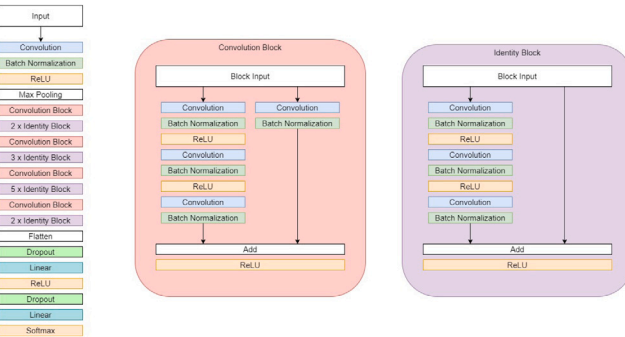 Input
Convolution
Batch Normalization
ReLU
Max Pooling
Convolution Block
2 x Identity Block
Convolution Block
3 x Identity Block
Convolution Block
5 x Identity Block
Convolution Block
2 x Identity Block
Flatten
Dropout
Linear
ReLU
Dropout
Linear
Softmax
Convolution Block
Block Input
Convolution Convolution
Batch Normalization Batch Normalization
ReLU
Convolution
Batch Normalization
ReLU
Convolution
Batch Normalization
Add
ReLU
Identity Block
Block Input
Convolution
Batch Normalization
ReLU
Convolution
Batch Normalization
ReLU
Convolution
Batch Normalization
Add
ReLU